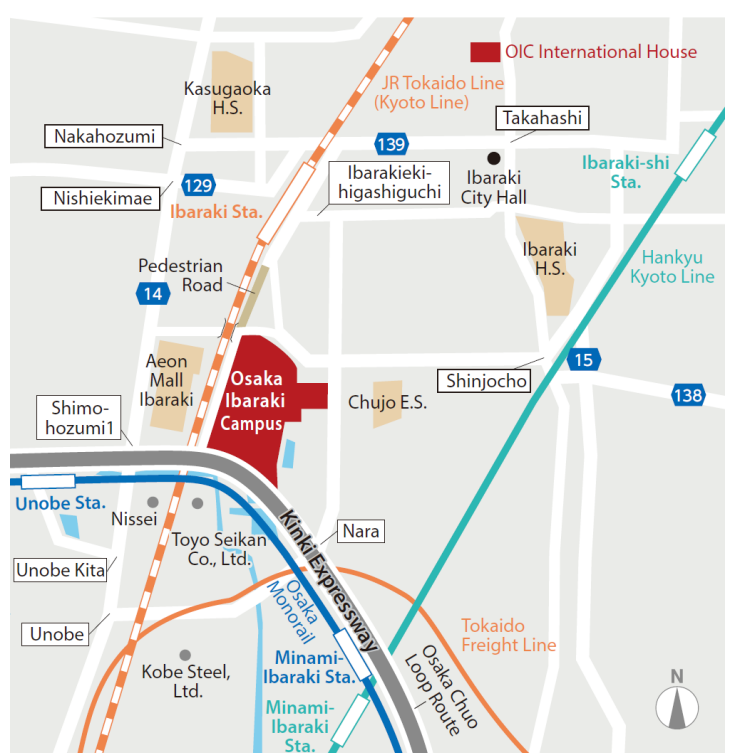 OIC International House
JR Tokaido Line
(Kyoto Line)
Kasugaoka
H.S.
Takahashi
Nakahozumi
139
Ibaraki-shi
Sta.
Ibarakieki-
higashiguchi
Ibaraki
City Hall
129
Nishiekimae
Ibaraki Sta.
Ibaraki
H.S.
Hankyu
Kyoto Line
Pedestrian
Road
14
Aeon
Mall
Ibaraki
Osaka
Ibaraki
Campus
15
Shinjocho
138
Chujo E.S.
Shimo-
hozumi1
Unobe Sta.
Nissei
Toyo Seikan
Co., Ltd.
Kinki Expressway
Nara
Unobe Kita
Osaka
Monorail
Unobe
Tokaido
Freight Line
Kobe Steel,
Ltd.
Minami-
Ibaraki Sta.
Osaka Chuo
Loop Route
Minami-
Ibaraki
Sta.
N